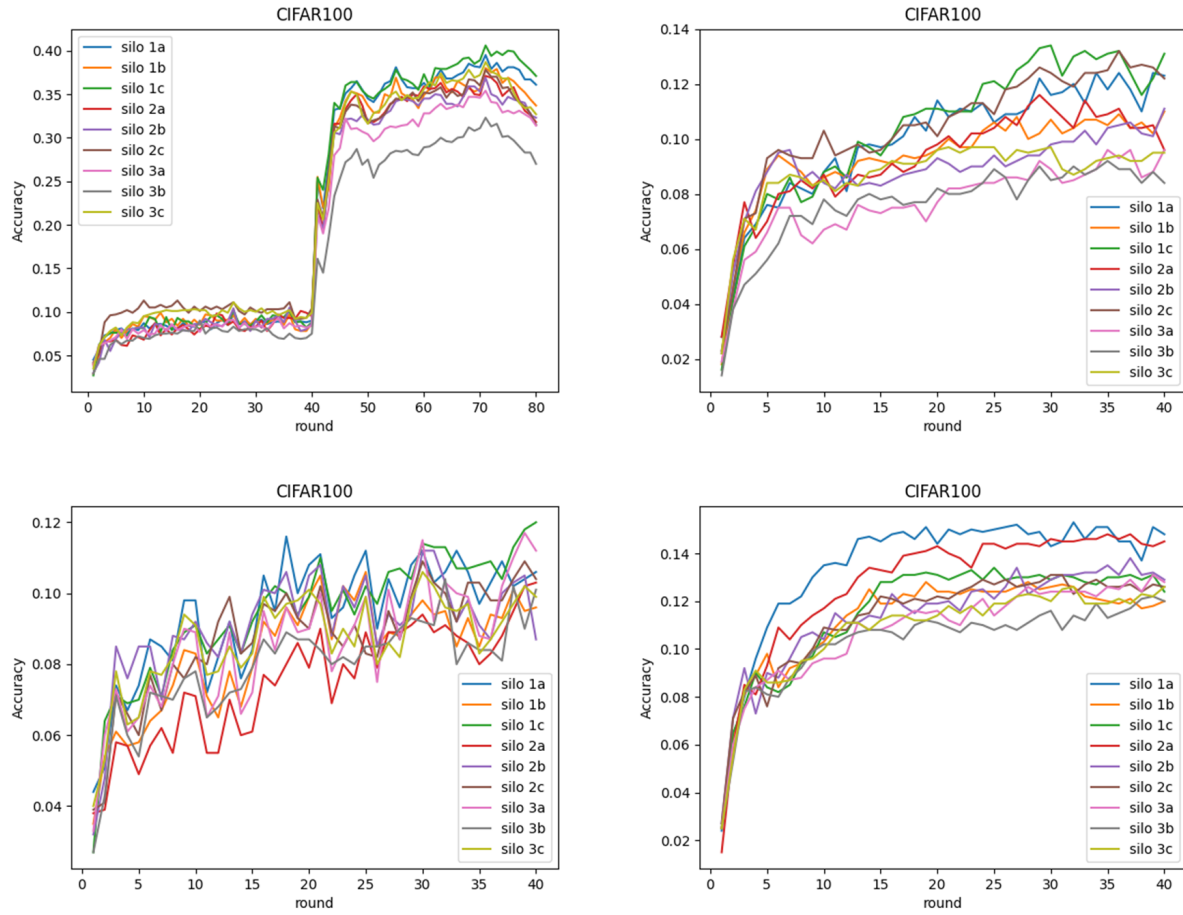 CIFAR100
Accuracy
0.40
0.35
0.30
0.25
0.20
0.15
0.10
0.05
silo 1a
silo 1b
silo 1c
silo 2a
silo 2b
silo 2c
silo 3a
silo 3b
silo 3c
0 10 20 30 40 50 60 70 80
round
CIFAR100
Accuracy
0.14
0.12
0.10
0.08
0.06
0.04
0.02
silo 1a
silo 1b
silo 1c
silo 2a
silo 2b
silo 2c
silo 3a
silo 3b
silo 3c
0 5 10 15 20 25 30 35 40
round
CIFAR100
Accuracy
0.12
0.10
0.08
0.06
0.04
silo 1a
silo 1b
silo 1c
silo 2a
silo 2b
silo 2c
silo 3a
silo 3b
silo 3c
0 5 10 15 20 25 30 35 40
round
CIFAR100
Accuracy
0.14
0.12
0.10
0.08
0.06
0.04
0.02
silo 1a
silo 1b
silo 1c
silo 2a
silo 2b
silo 2c
silo 3a
silo 3b
silo 3c
0 5 10 15 20 25 30 35 40
round